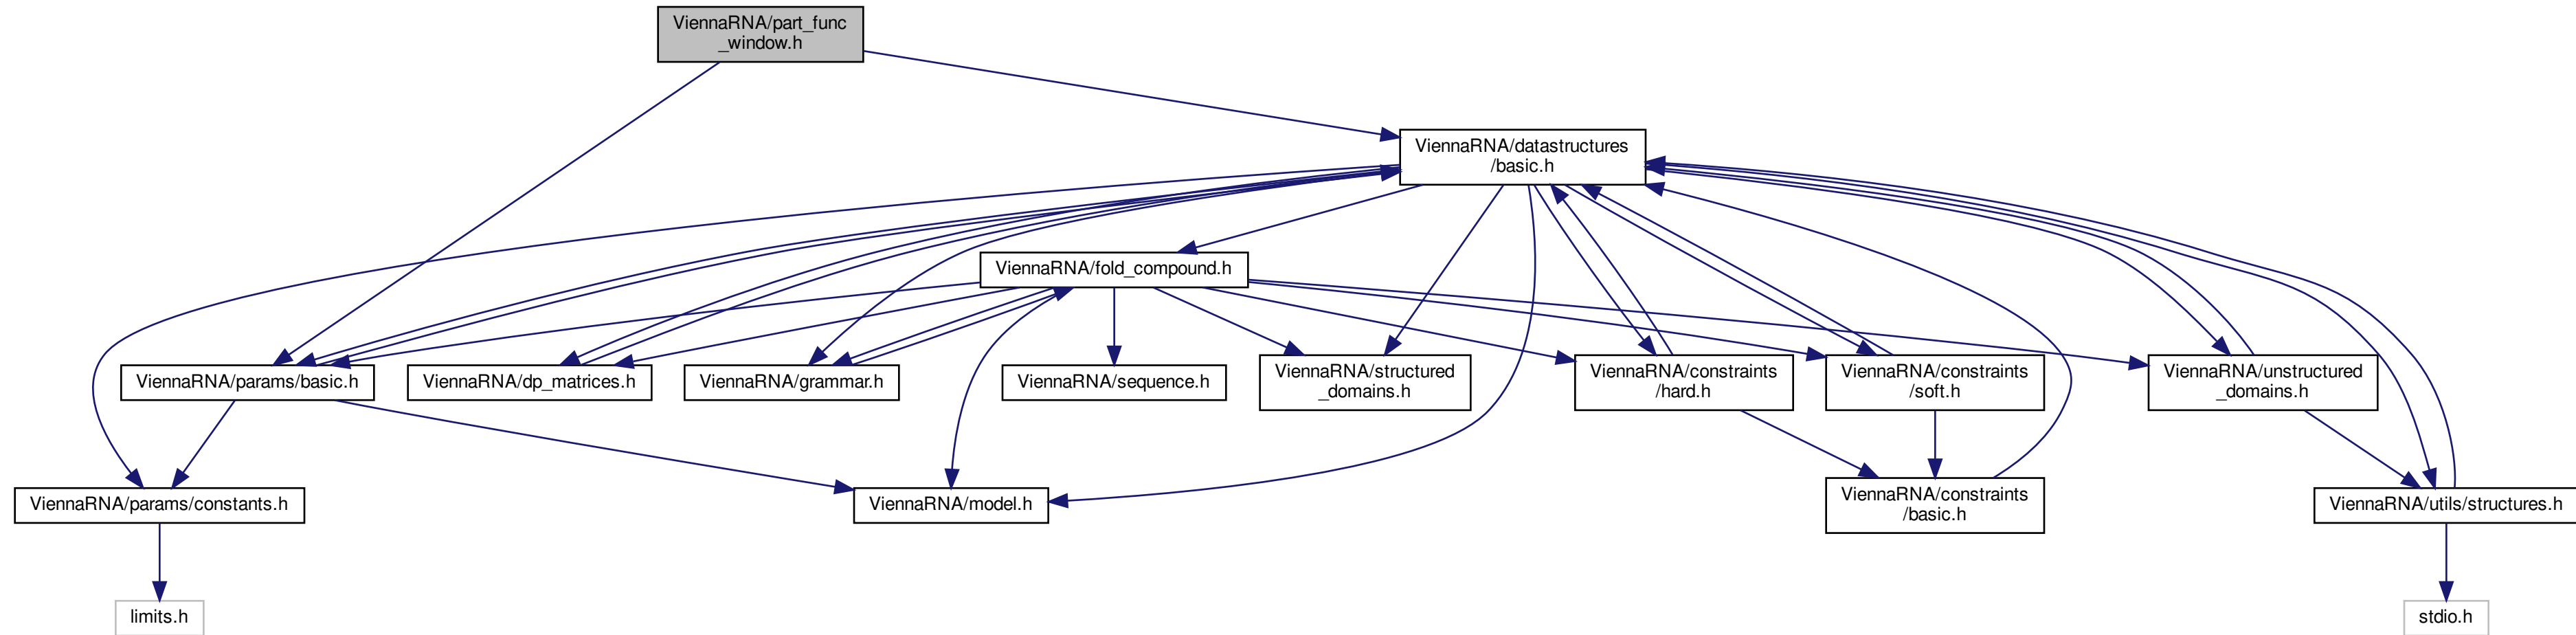 ViennaRNA/part_func
_window.h
ViennaRNA/datastructures
/basic.h
ViennaRNA/fold_compound.h
ViennaRNA/params/basic.h
ViennaRNA/dp_matrices.h
ViennaRNA/grammar.h
ViennaRNA/sequence.h
ViennaRNA/structured
_domains.h
ViennaRNA/constraints
/hard.h
ViennaRNA/constraints
/soft.h
ViennaRNA/unstructured
_domains.h
ViennaRNA/params/constants.h
ViennaRNA/model.h
ViennaRNA/constraints
/basic.h
ViennaRNA/utils/structures.h
limits.h
stdio.h